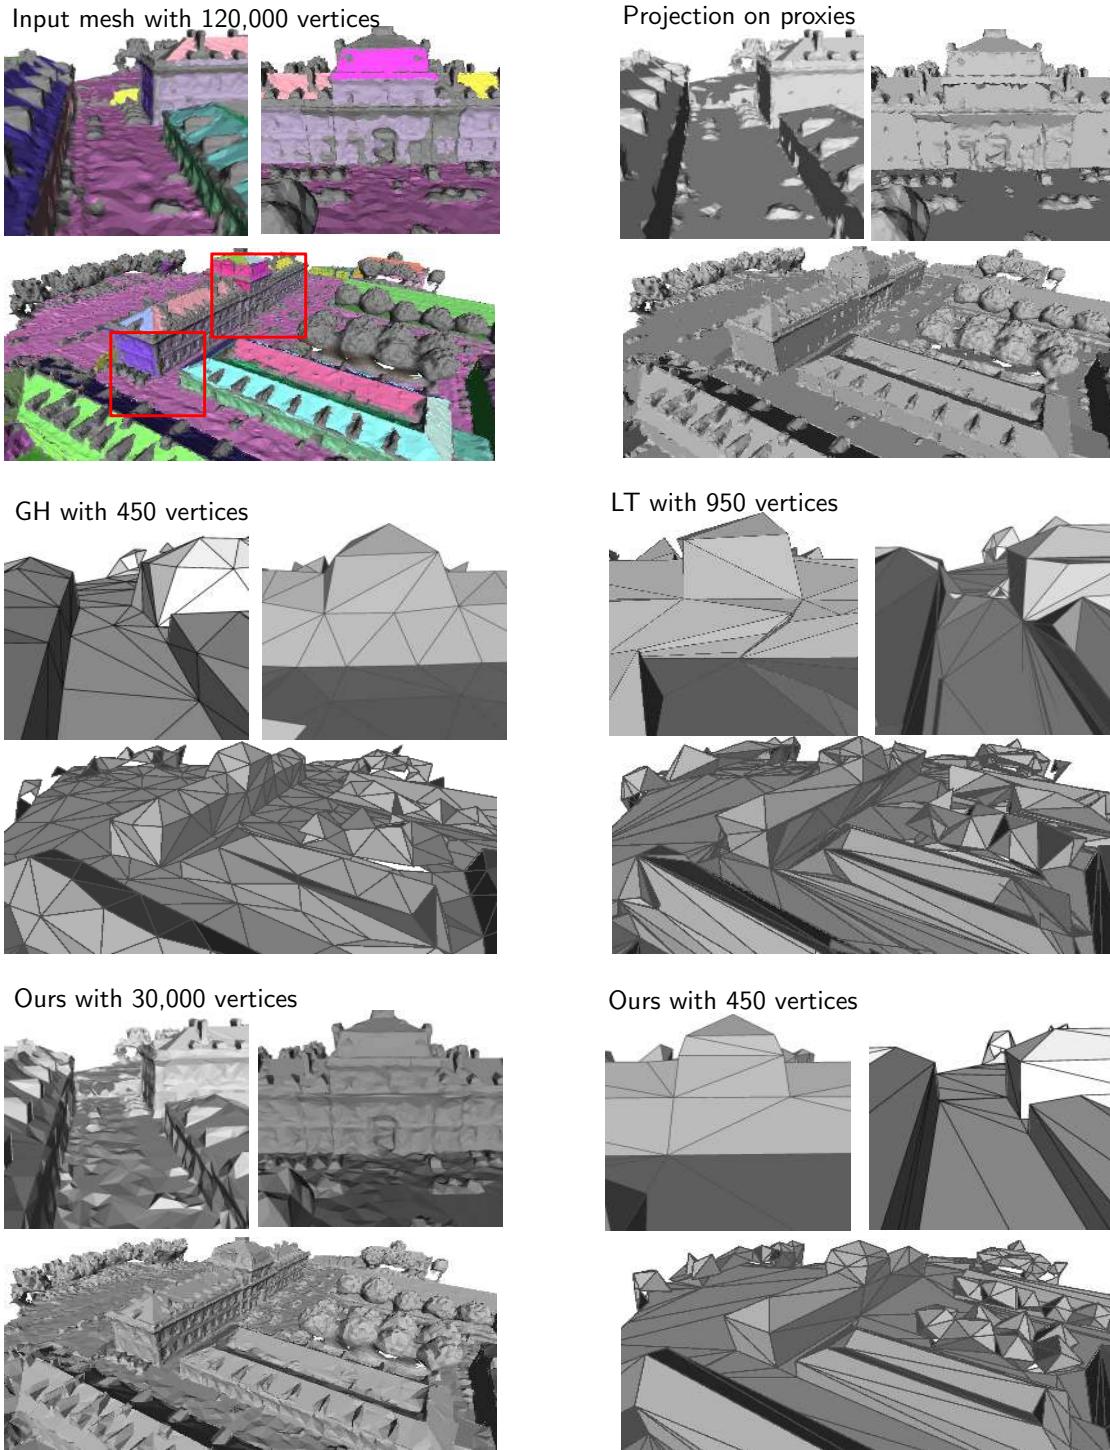 Input mesh with 120,000 vertices
Projection on proxies
GH with 450 vertices
LT with 950 vertices
Ours with 30,000 vertices
Ours with 450 vertices